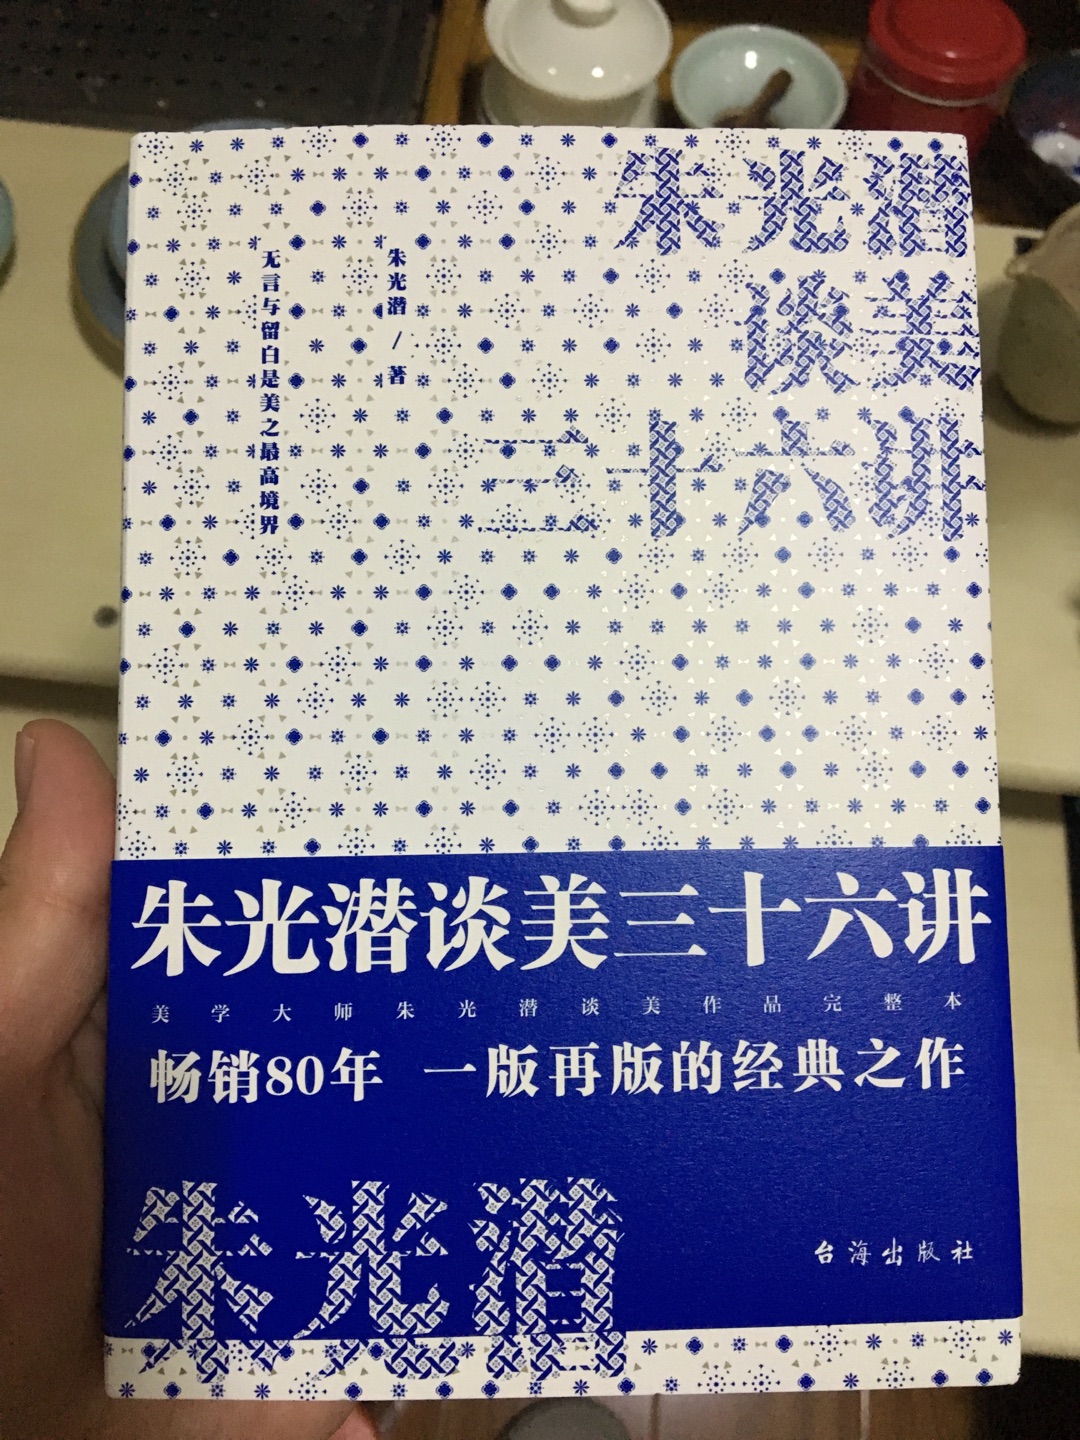 朱光潜
谈美
三十六讲
朱光潜/著
无言与留白是美之最高境界
朱光潜谈美三十六讲
美学大师朱光潜谈美作品完整本
畅销80年 一版再版的经典之作
朱光潜
台海出版社